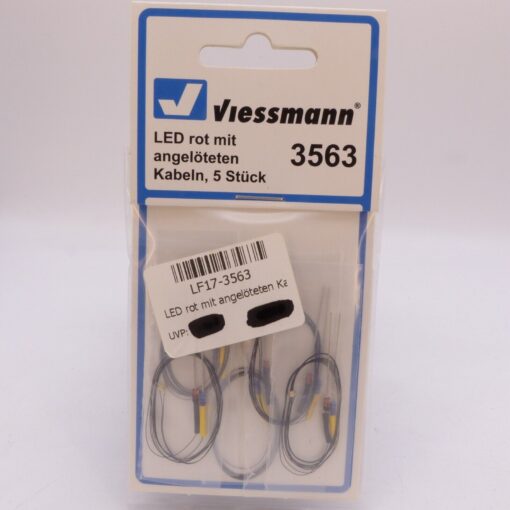 Viessmann®
LED rot mit
angelöteten
Kabeln, 5 Stück
3563
LF17-3563
LED rot mit angelöteten Ka
UVP: